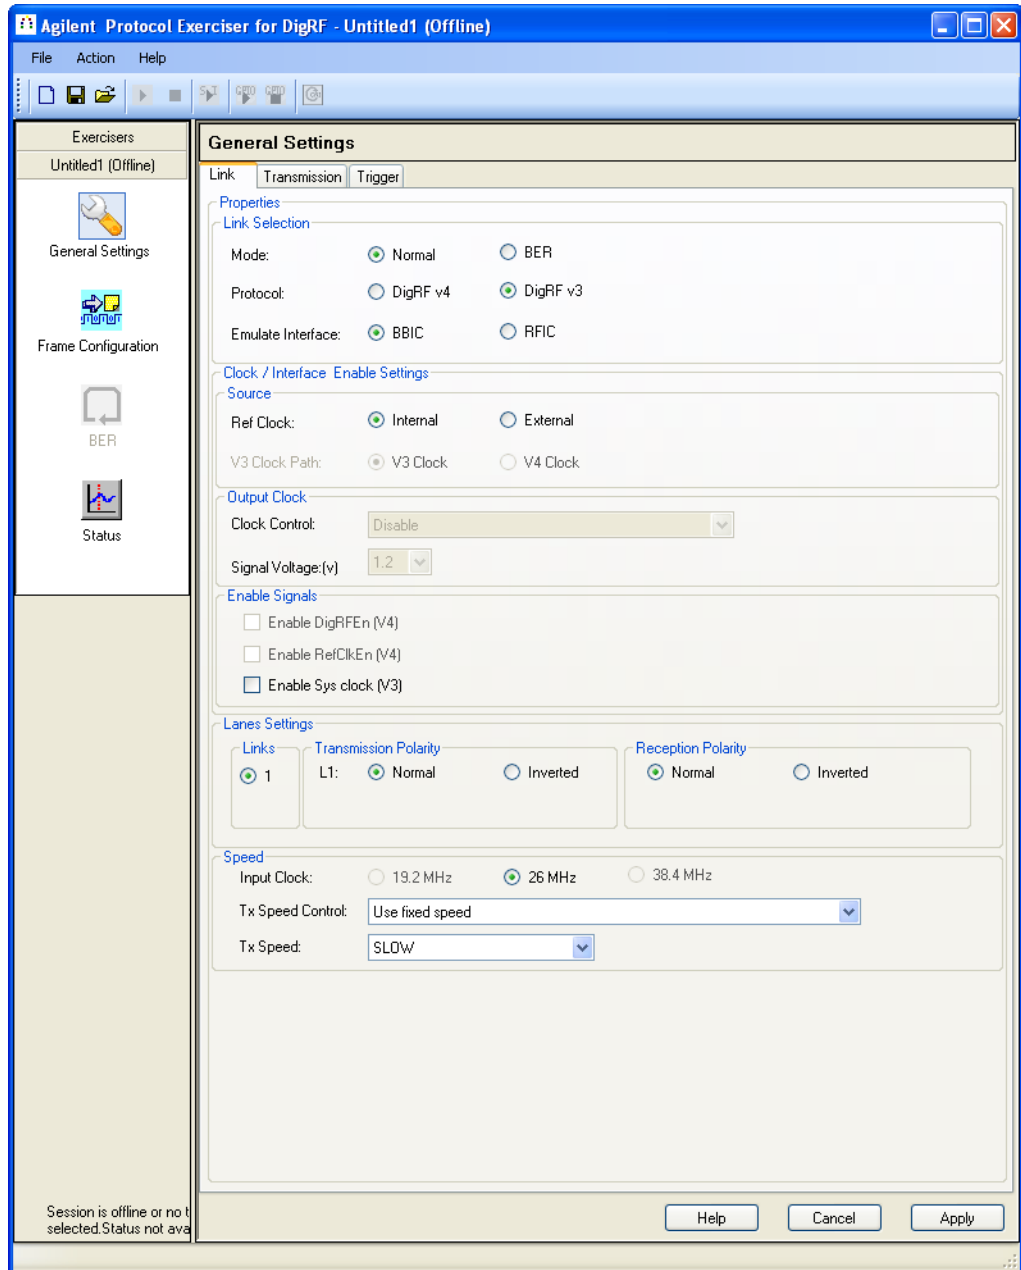 Agilent Protocol Exerciser for DigRF - Untitled1 (Offline)
File Action Help
Exercisers
Untitled1 (Offline)
General Settings
Frame Configuration
BER
Status
Session is offline or no t
selected.Status not ava
General Settings
Link Transmission Trigger
Properties
Link Selection
Mode: Normal BER
Protocol: DigRF v4 DigRF v3
Emulate Interface: BBIC RFIC
Clock / Interface Enable Settings
Source
Ref Clock: Internal External
V3 Clock Path: V3 Clock V4 Clock
Output Clock
Clock Control: Disable
Signal Voltage:(v) 1.2
Enable Signals
Enable DigRFEn (V4)
Enable RefClkEn (V4)
Enable Sys clock (V3)
Lanes Settings
Links Transmission Polarity Reception Polarity
1 L1: Normal Inverted Normal Inverted
Speed
Input Clock: 19.2 MHz 26 MHz 38.4 MHz
Tx Speed Control: Use fixed speed
Tx Speed: SLOW
Help Cancel Apply